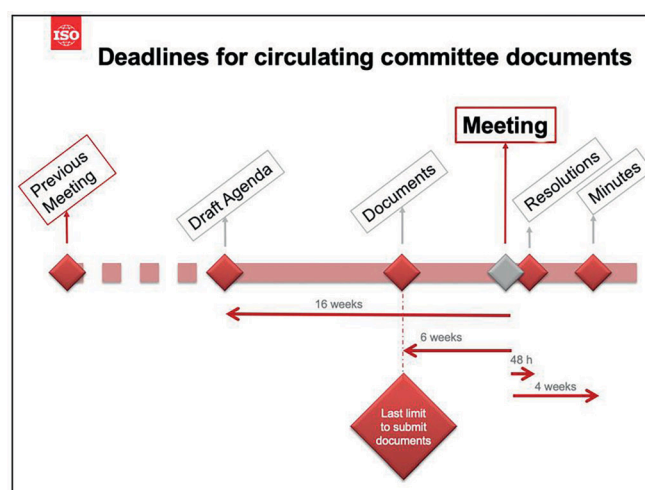 ISO
Deadlines for circulating committee documents
Previous
Meeting
Draft Agenda
Documents
Meeting
Resolutions
Minutes
16 weeks
6 weeks
48 h
4 weeks
Last limit
to submit
documents